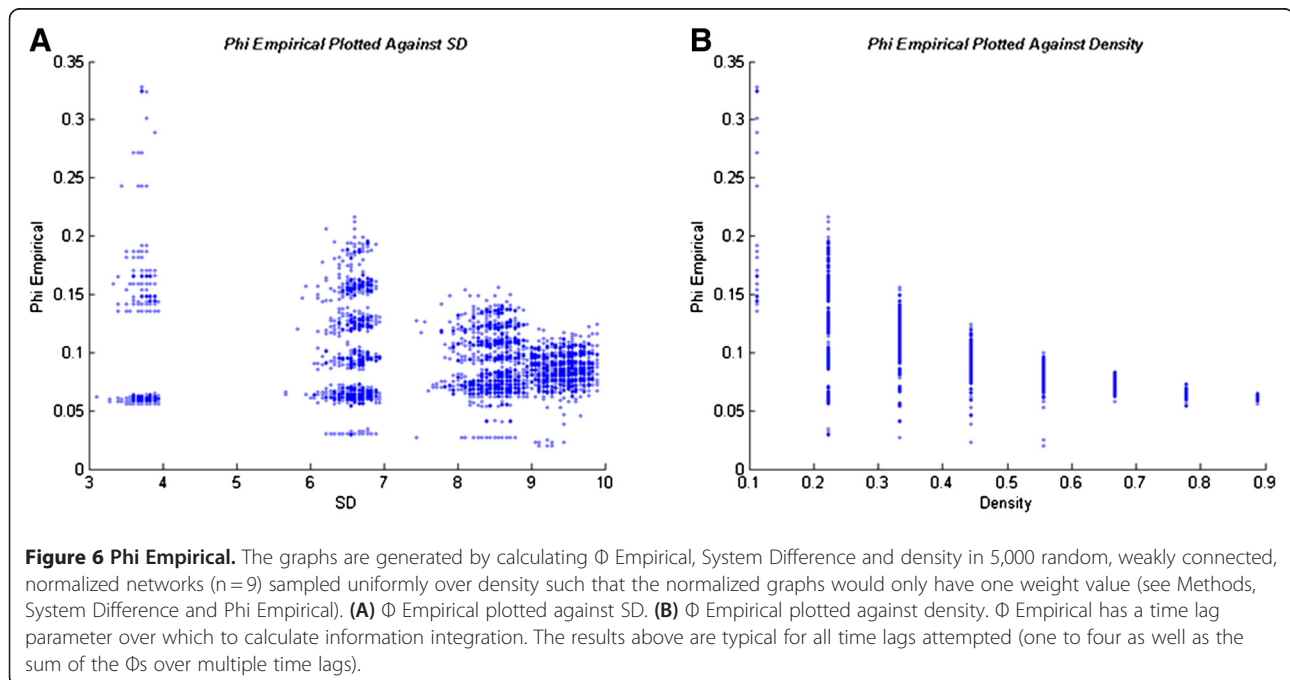 A
Phi Empirical Plotted Against SD
0.35
0.3
0.25
0.2
0.15
0.1
0.05
0
Phi Empirical
3 4 5 6 7 8 9 10
SD
B
Phi Empirical Plotted Against Density
0.35
0.3
0.25
0.2
0.15
0.1
0.05
0
Phi Empirical
0.1 0.2 0.3 0.4 0.5 0.6 0.7 0.8 0.9
Density
Figure 6 Phi Empirical. The graphs are generated by calculating Φ Empirical, System Difference and density in 5,000 random, weakly connected,
normalized networks (n = 9) sampled uniformly over density such that the normalized graphs would only have one weight value (see Methods,
System Difference and Phi Empirical). (A) Φ Empirical plotted against SD. (B) Φ Empirical plotted against density. Φ Empirical has a time lag
parameter over which to calculate information integration. The results above are typical for all time lags attempted (one to four as well as the
sum of the Φs over multiple time lags).